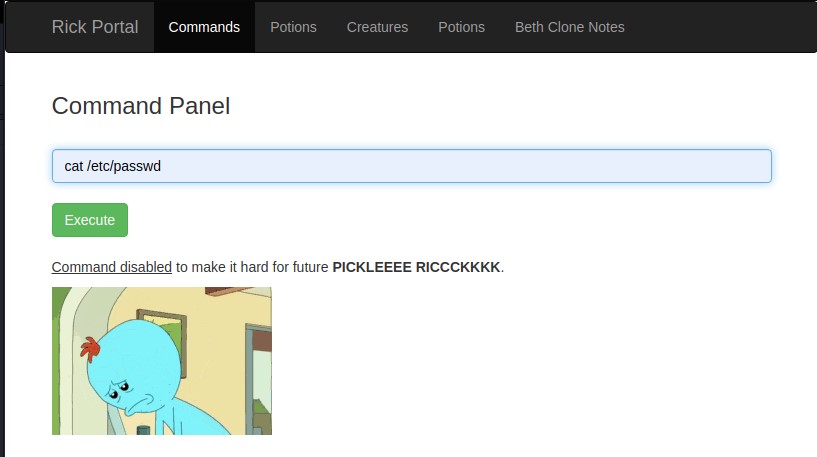 Rick Portal Commands Potions Creatures Potions Beth Clone Notes
Command Panel
cat /etc/passwd
Execute
Command disabled to make it hard for future PICKLEEEE RICCCKKKK.